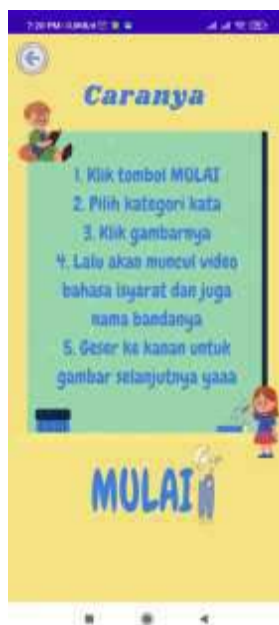 Caranya
1. Klik tombol MULAI
2. Pilih kategori kata
3. Klik gambarnya
4. Lalu akan muncul video
bahasa isyarat dan juga
nama bandanya
5. Geser ke kanan untuk
gambar selanjutnya yaaa
MULAI